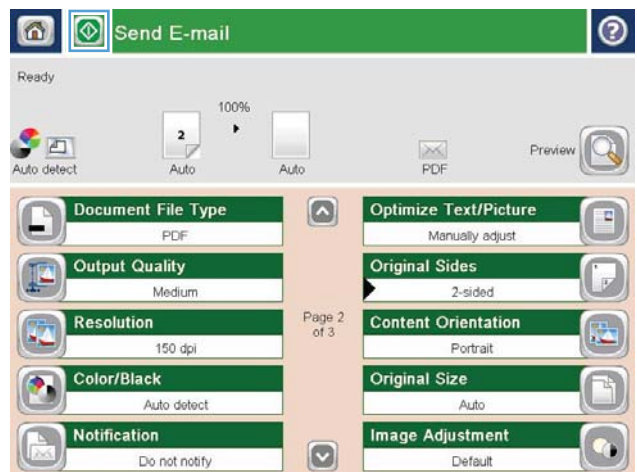 Send E-mail
?
Ready
100%
2
Auto detect
Auto
Auto
PDF
Preview
Document File Type
PDF
Output Quality
Medium
Resolution
150 dpi
Color/Black
Auto detect
Notification
Do not notify
Page 2
of 3
Optimize Text/Picture
Manually adjust
Original Sides
2-sided
Content Orientation
Portrait
Original Size
Auto
Image Adjustment
Default